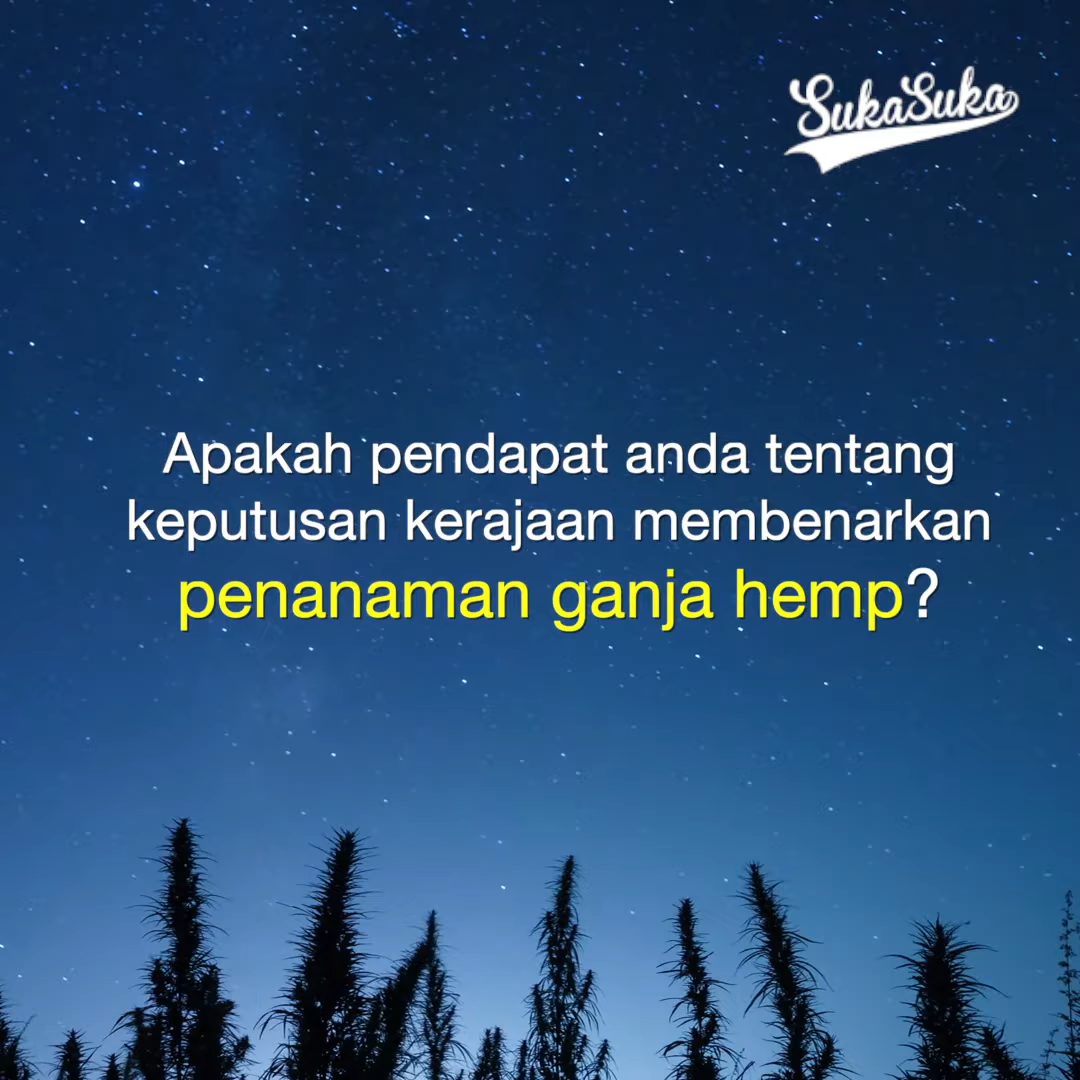 SukaSuka
Apakah pendapat anda tentang
keputusan kerajaan membenarkan
penanaman ganja hemp?